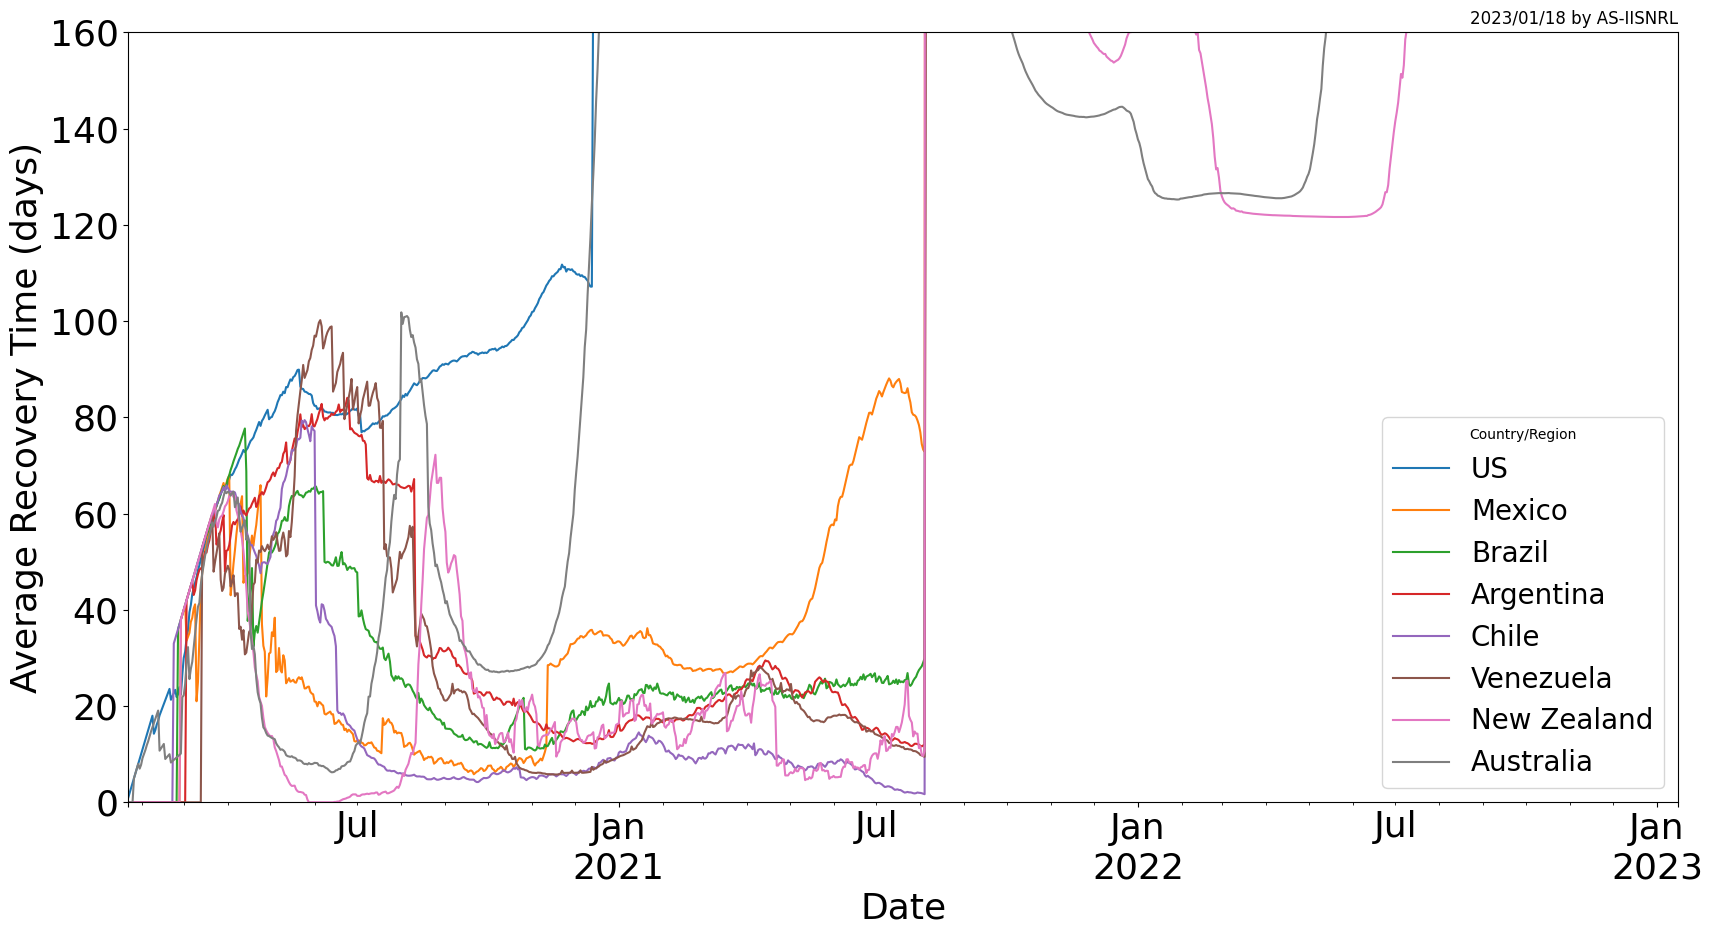 2023/01/18 by AS-IISNRL
Average Recovery Time (days)
160
140
120
100
80
60
40
20
0
Country/Region
US
Mexico
Brazil
Argentina
Chile
Venezuela
New Zealand
Australia
Jul
Jan
2021
Jul
Jan
2022
Jul
Jan
2023
Date